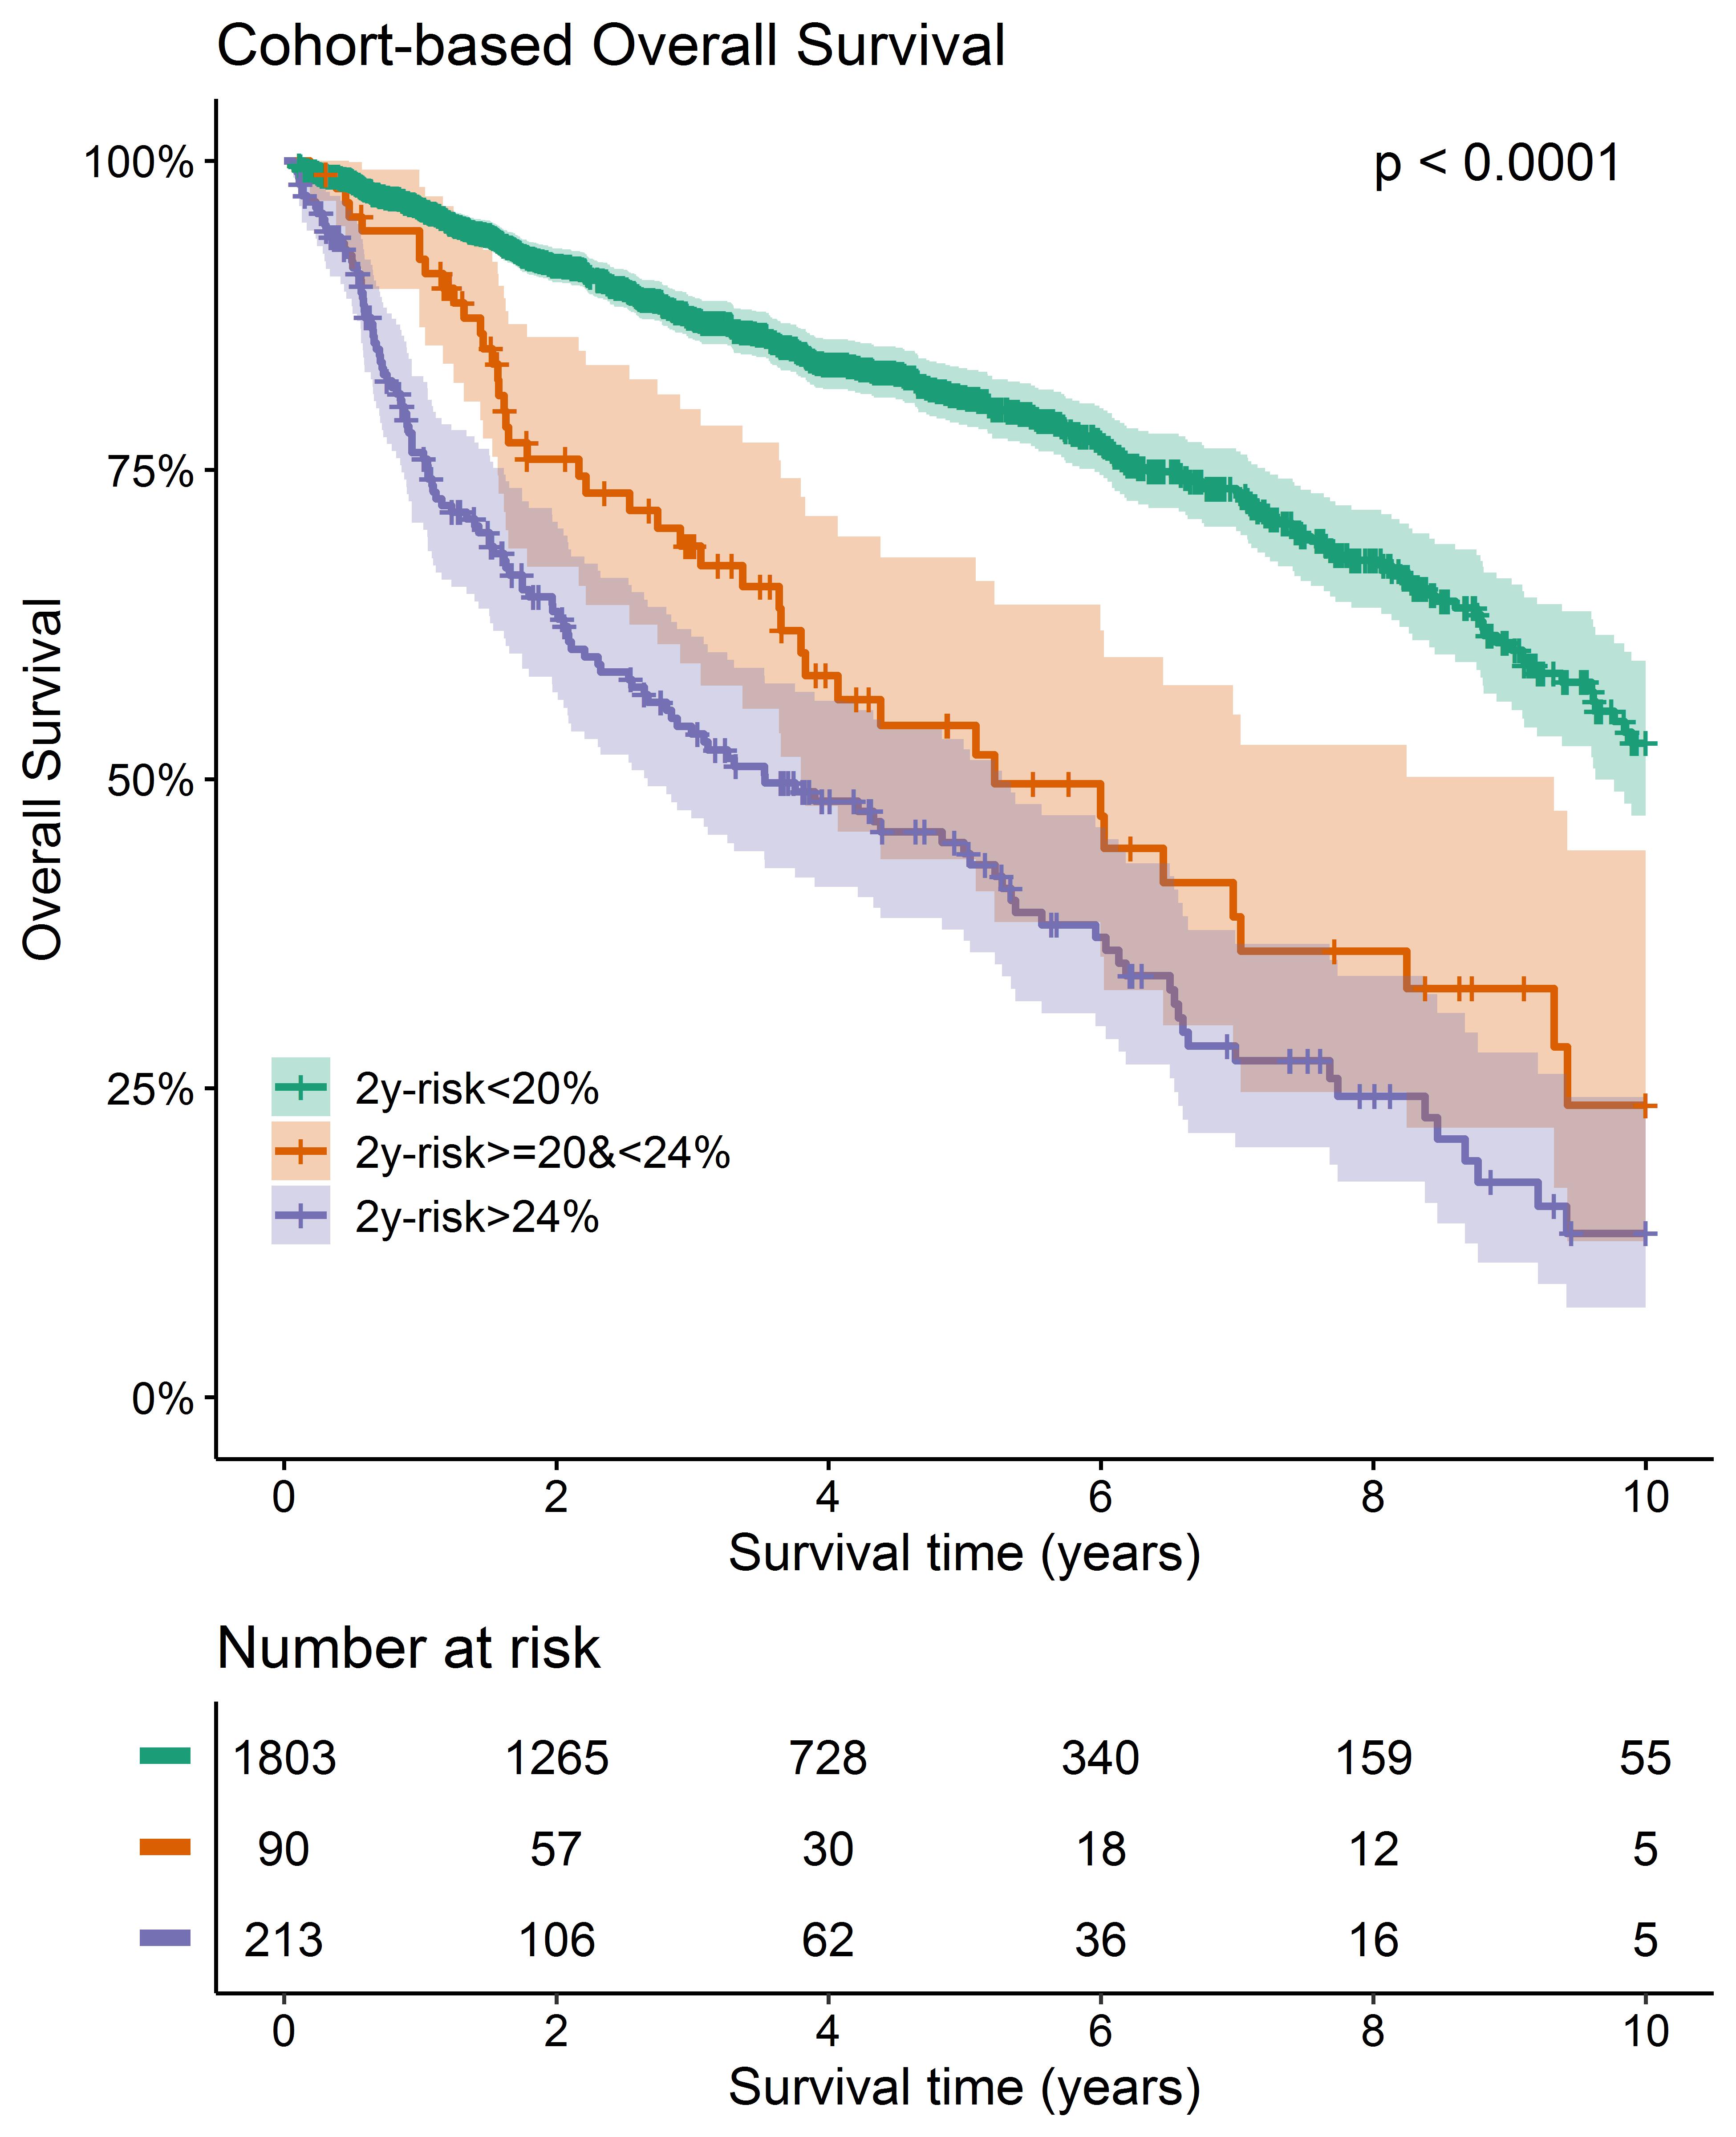 Cohort-based Overall Survival
p < 0.0001
100%
75%
50%
25%
0%
Overall Survival
2y-risk<20%
2y-risk>=20&<24%
2y-risk>24%
0 2 4 6 8 10
Survival time (years)
Number at risk
1803 1265 728 340 159 55
90 57 30 18 12 5
213 106 62 36 16 5
0 2 4 6 8 10
Survival time (years)